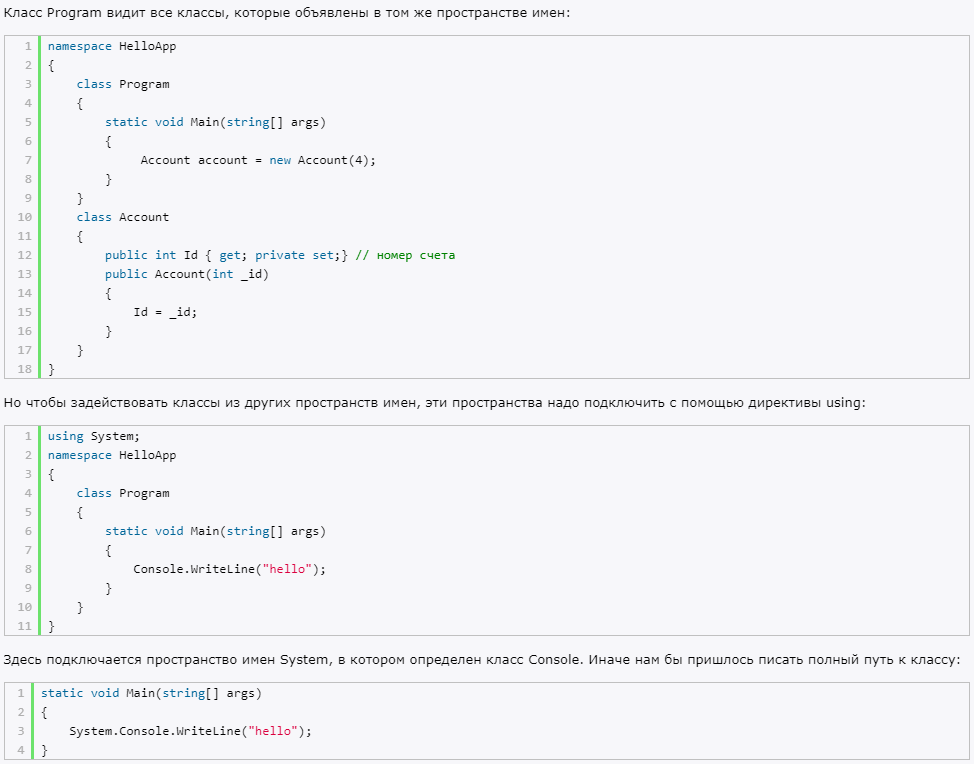 Класс Program видит все классы, которые объявлены в том же пространстве имен:
1 namespace HelloApp
2 {
3     class Program
4     {
5         static void Main(string[] args)
6         {
7              Account account = new Account(4);
8         }
9     }
10     class Account
11     {
12         public int Id { get; private set;} // номер счета
13         public Account(int _id)
14         {
15             Id = _id;
16         }
17     }
18 }
Но чтобы задействовать классы из других пространств имен, эти пространства надо подключить с помощью директивы using:
1 using System;
2 namespace HelloApp
3 {
4     class Program
5     {
6         static void Main(string[] args)
7         {
8             Console.WriteLine("hello");
9         }
10     }
11 }
Здесь подключается пространство имен System, в котором определен класс Console. Иначе нам бы пришлось писать полный путь к классу:
1 static void Main(string[] args)
2 {
3     System.Console.WriteLine("hello");
4 }